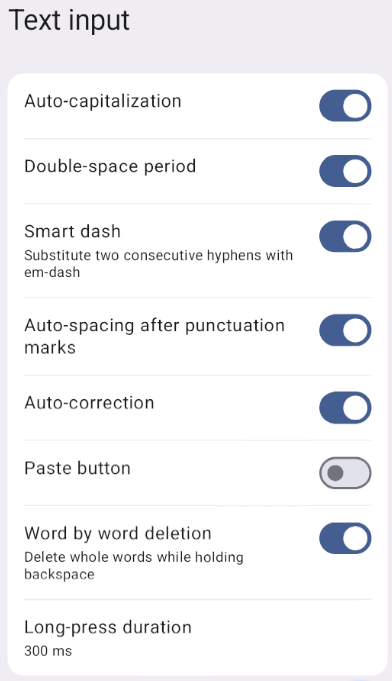 Text input
Auto-capitalization
Double-space period
Smart dash
Substitute two consecutive hyphens with
em-dash
Auto-spacing after punctuation
marks
Auto-correction
Paste button
Word by word deletion
Delete whole words while holding
backspace
Long-press duration
300 ms